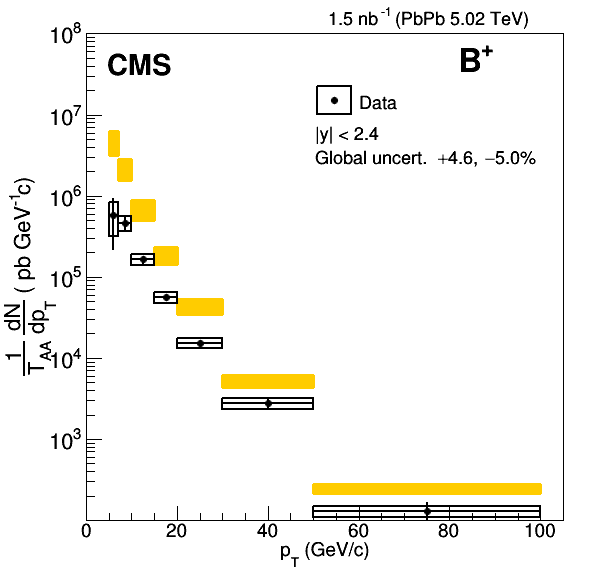 1.5 nb⁻¹ (PbPb 5.02 TeV)
10⁸
CMS
B⁺
10⁷
Data
|y| < 2.4
Global uncert. +4.6, −5.0%
10⁶
10⁵
10⁴
10³
1/T_AA dN/dp_T ( pb GeV⁻¹c)
0 20 40 60 80 100
p_T (GeV/c)